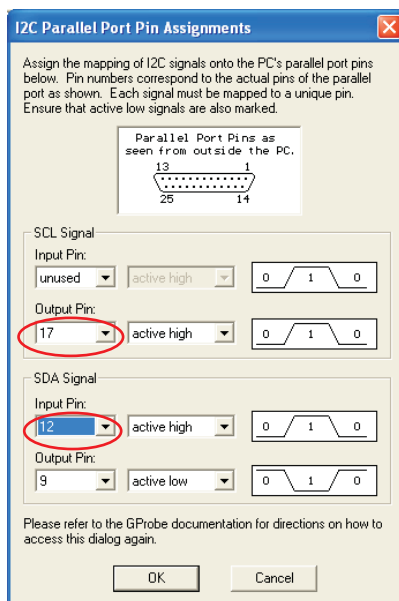 I2C Parallel Port Pin Assignments
Assign the mapping of I2C signals onto the PC's parallel port pins
below. Pin numbers correspond to the actual pins of the parallel
port as shown. Each signal must be mapped to a unique pin.
Ensure that active low signals are also marked.
Parallel Port Pins as
seen from outside the PC.
13 1
25 14
SCL Signal
Input Pin:
unused active high 0 1 0
Output Pin:
17 active high 0 1 0
SDA Signal
Input Pin:
12 active high 0 1 0
Output Pin:
9 active low 0 1 0
Please refer to the GProbe documentation for directions on how to
access this dialog again.
OK Cancel